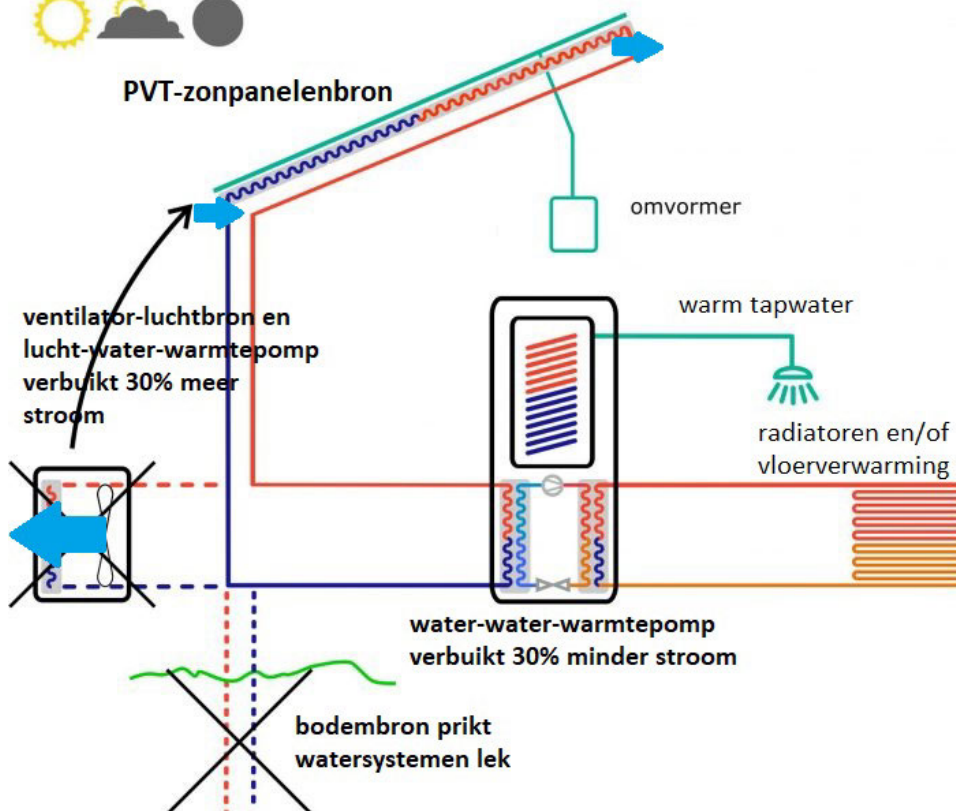 PVT-zonpanelenbron
omvormer
warm tapwater
ventilator-luchtbron en
lucht-water-warmtepomp
verbuikt 30% meer
stroom
radiatoren en/of
vloerverwarming
water-water-warmtepomp
verbuikt 30% minder stroom
bodembron prikt
watersystemen lek